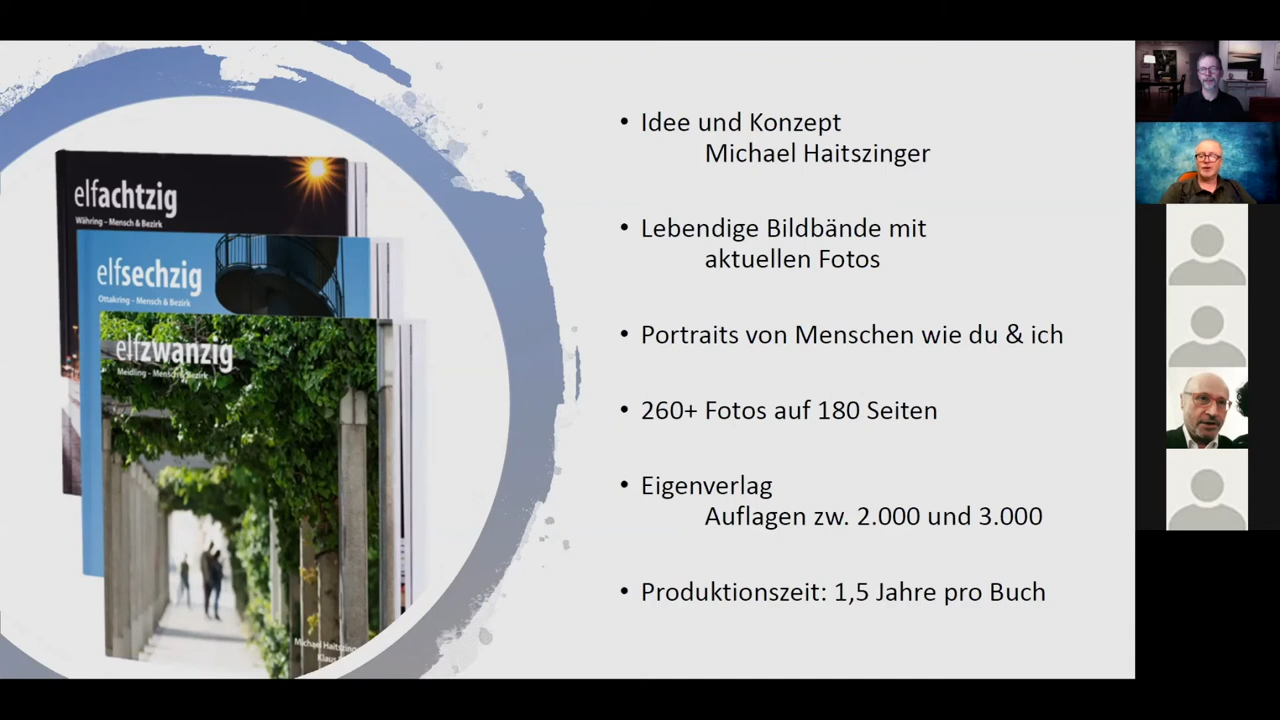 elfachtzig
Währing – Mensch & Bezirk
elfsechzig
Ottakring – Mensch & Bezirk
elfzwanzig
Meidling – Mensch & Bezirk
Michael Haitszinge
Klaus
• Idee und Konzept
Michael Haitszinger
• Lebendige Bildbände mit
aktuellen Fotos
• Portraits von Menschen wie du & ich
• 260+ Fotos auf 180 Seiten
• Eigenverlag
Auflagen zw. 2.000 und 3.000
• Produktionszeit: 1,5 Jahre pro Buch